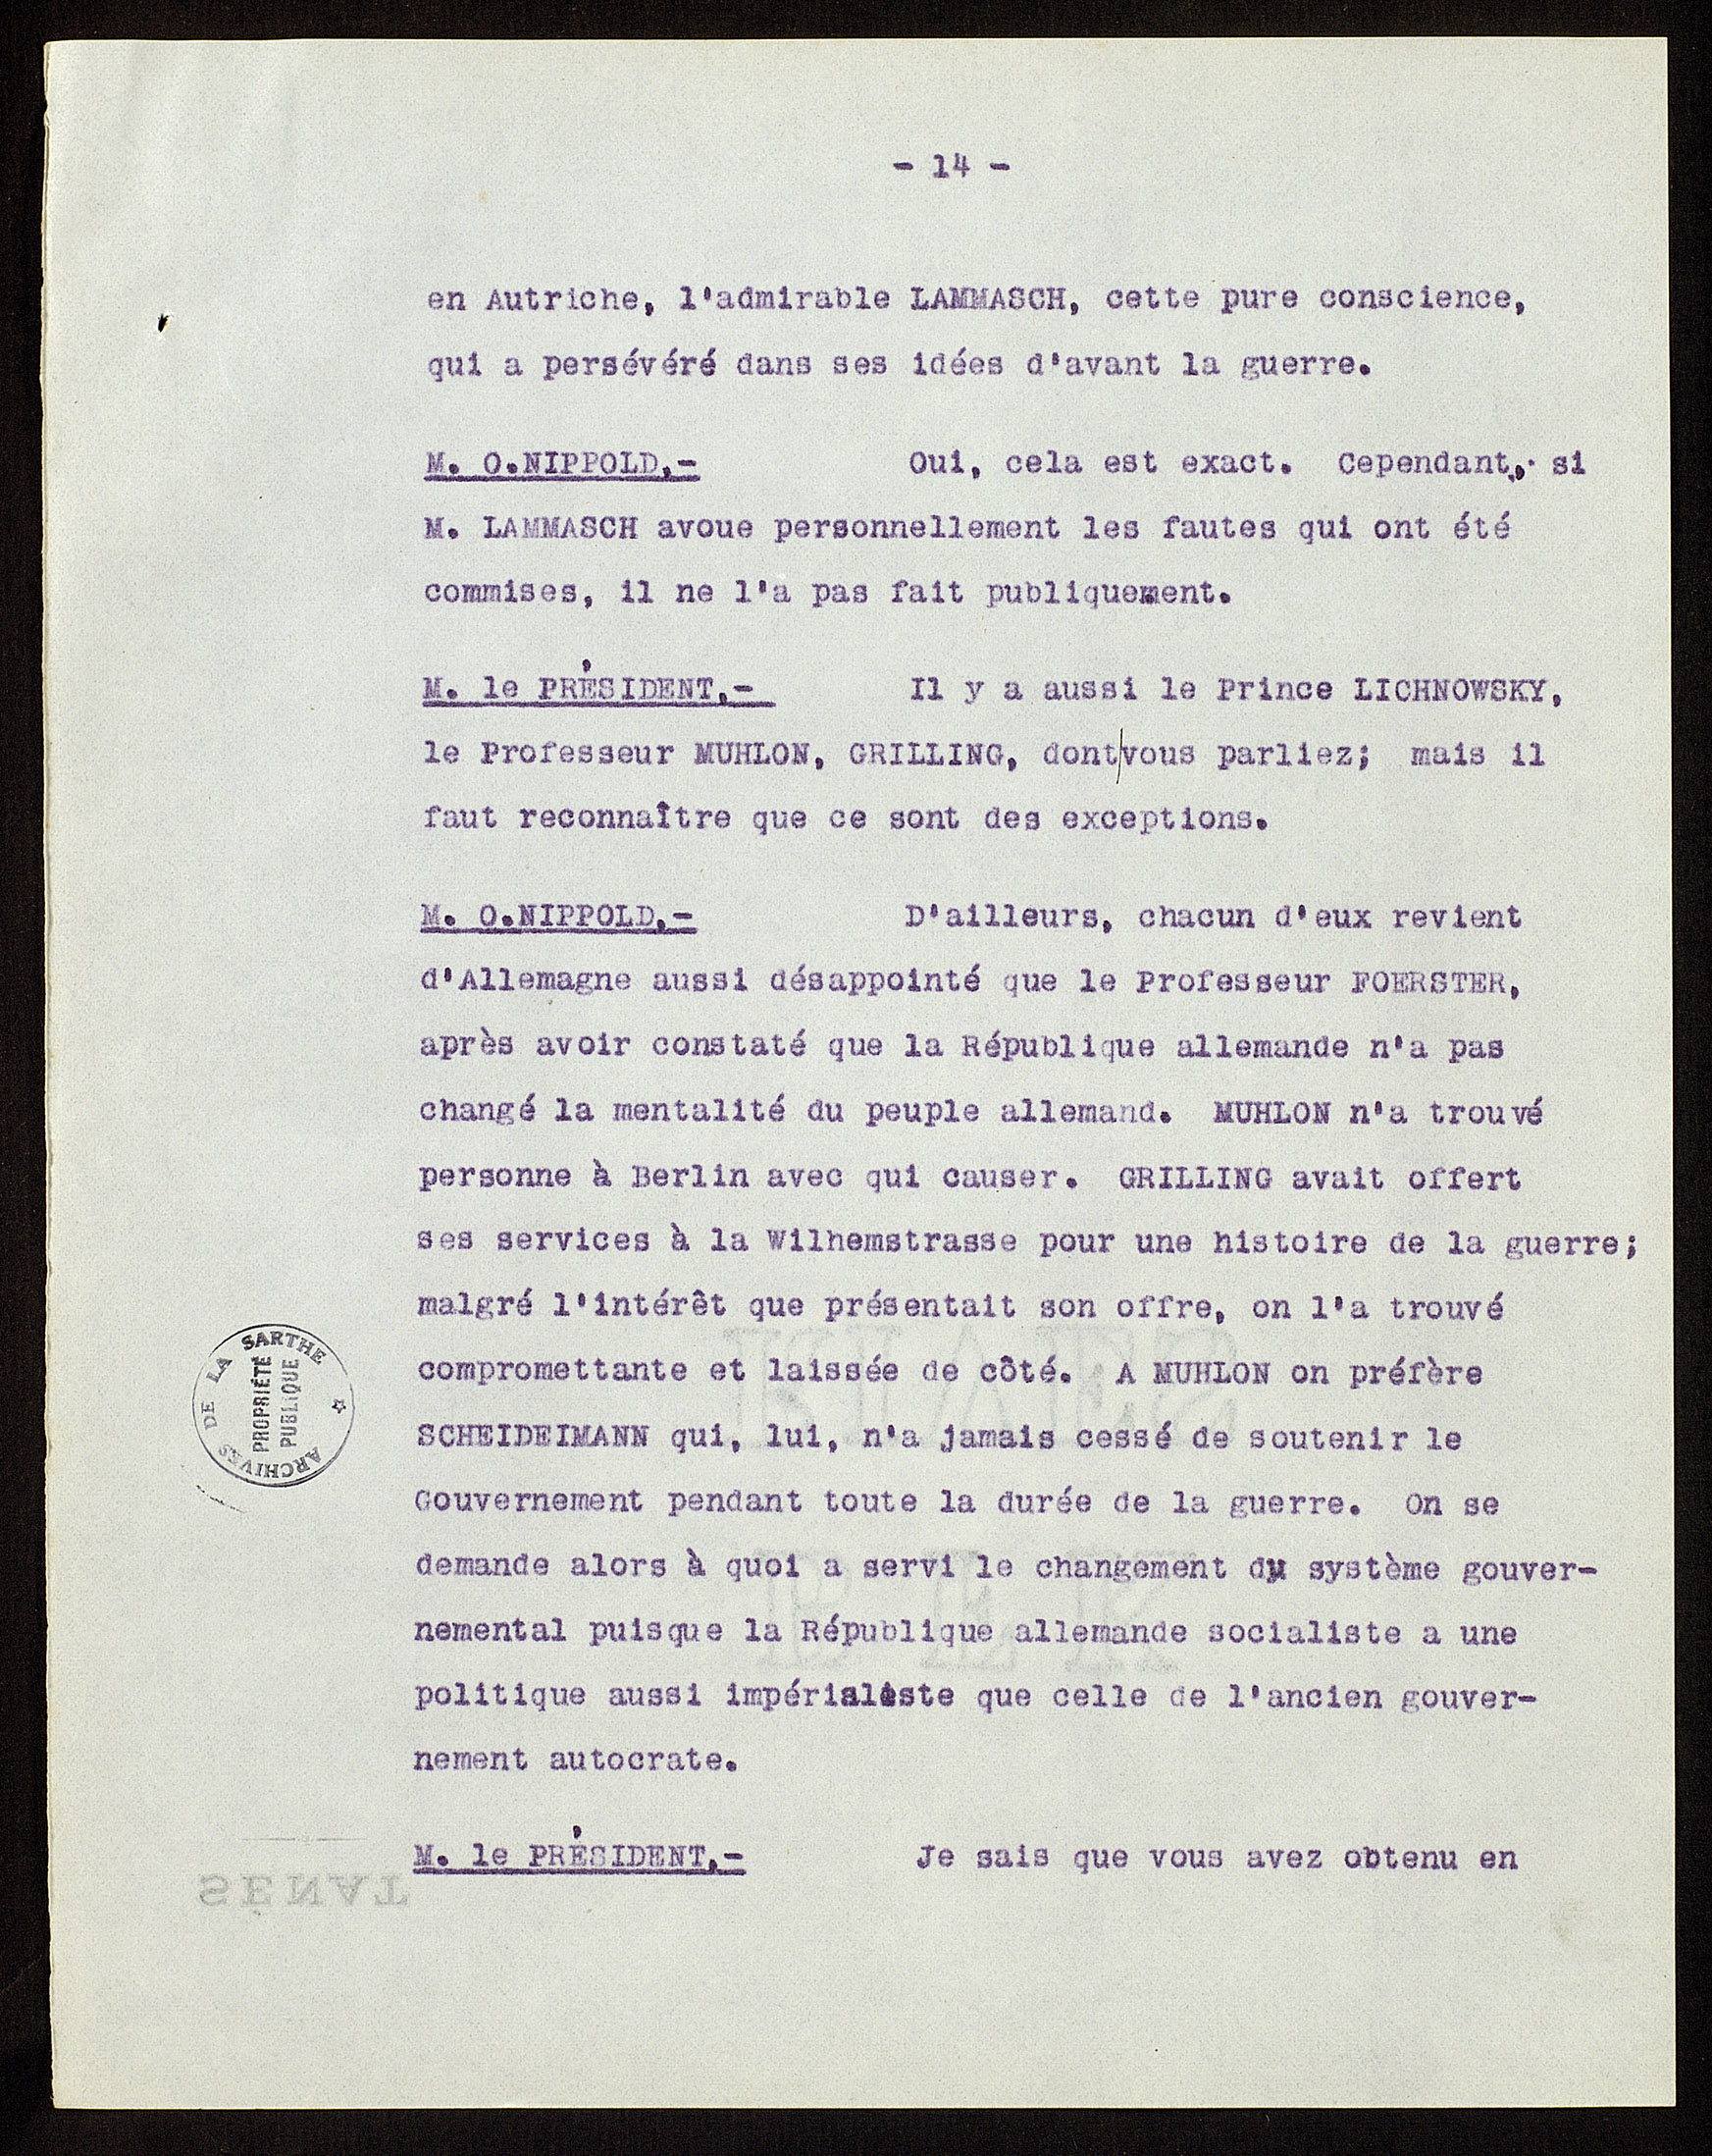 - 14 -
en Autriche, l'admirable LAMMASCH, cette pure conscience,
qui a persévéré dans ses idées d'avant la guerre.
M. O.NIPPOLD.- Oui, cela est exact. Cependant, si
M. LAMMASCH avoue personnellement les fautes qui ont été
commises, il ne l'a pas fait publiquement.
M. le PRÉSIDENT.- Il y a aussi le Prince LICHNOWSKY,
le Professeur MUHLON, GRILLING, dont vous parliez; mais il
faut reconnaître que ce sont des exceptions.
M. O.NIPPOLD.- D'ailleurs, chacun d'eux revient
d'Allemagne aussi désappointé que le Professeur FOERSTER,
après avoir constaté que la République allemande n'a pas
changé la mentalité du peuple allemand. MUHLON n'a trouvé
personne à Berlin avec qui causer. GRILLING avait offert
ses services à la Wilhemstrasse pour une histoire de la guerre;
malgré l'intérêt que présentait son offre, on l'a trouvé
compromettante et laissée de côté. A MUHLON on préfère
SCHEIDEIMANN qui, lui, n'a jamais cessé de soutenir le
Gouvernement pendant toute la durée de la guerre. On se
demande alors à quoi a servi le changement du système gouver-
nemental puisque la République allemande socialiste a une
politique aussi impérialiste que celle de l'ancien gouver-
nement autocrate.
M. le PRÉSIDENT.- Je sais que vous avez obtenu en
ARCHIVES DE LA SARTHE
PROPRIÉTÉ
PUBLIQUE
SÉNAT